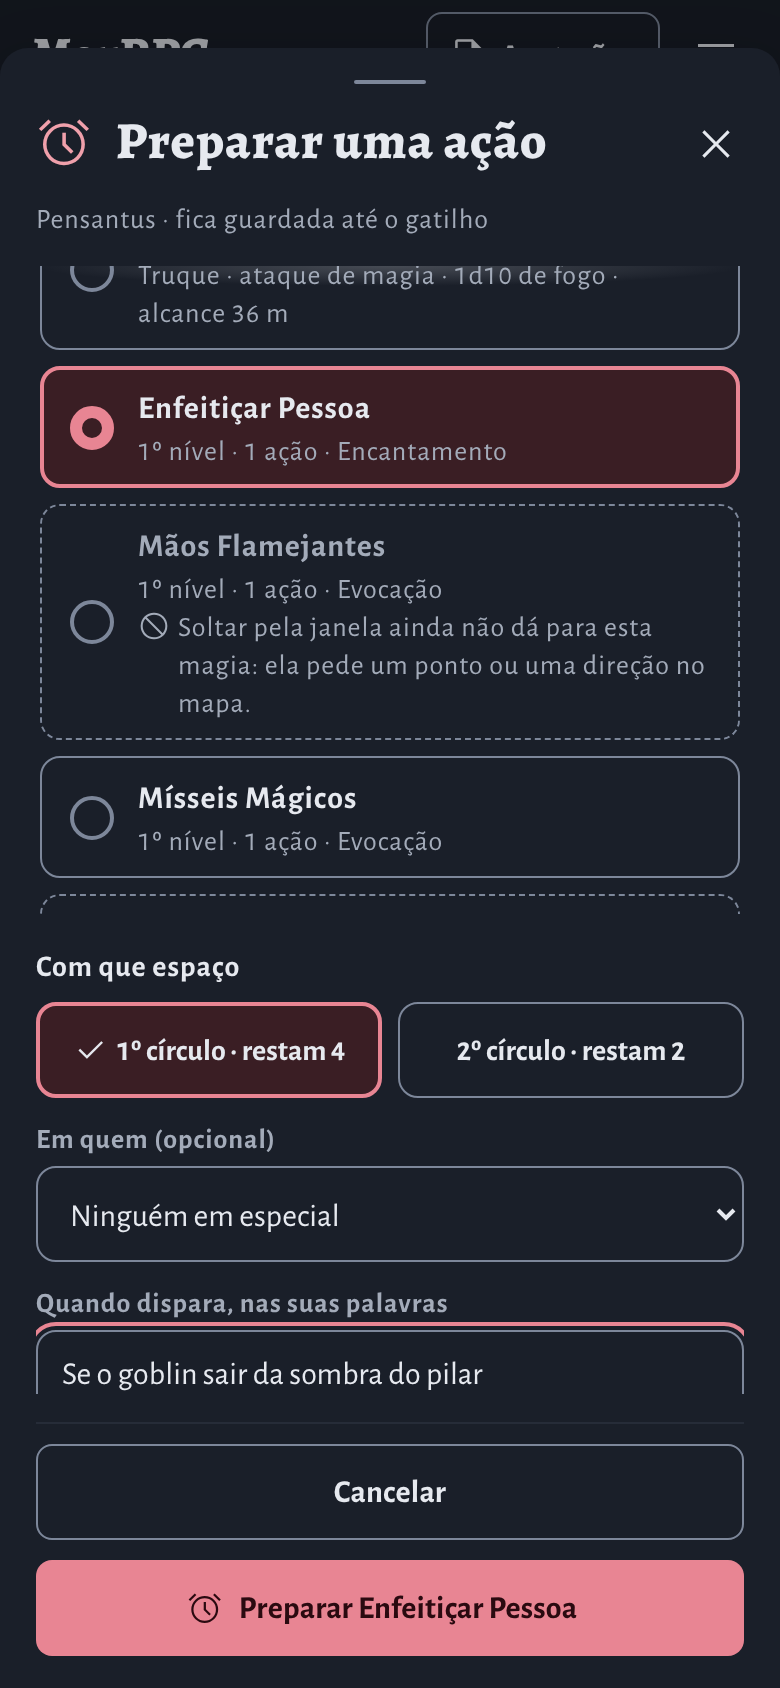 Preparar uma ação
Pensantus · fica guardada até o gatilho
Truque · ataque de magia · 1d10 de fogo ·
alcance 36 m
Enfeitiçar Pessoa
1º nível · 1 ação · Encantamento
Mãos Flamejantes
1º nível · 1 ação · Evocação
Soltar pela janela ainda não dá para esta
magia: ela pede um ponto ou uma direção no
mapa.
Mísseis Mágicos
1º nível · 1 ação · Evocação
Com que espaço
1º círculo · restam 4
2º círculo · restam 2
Em quem (opcional)
Ninguém em especial
Quando dispara, nas suas palavras
Se o goblin sair da sombra do pilar
Cancelar
Preparar Enfeitiçar Pessoa